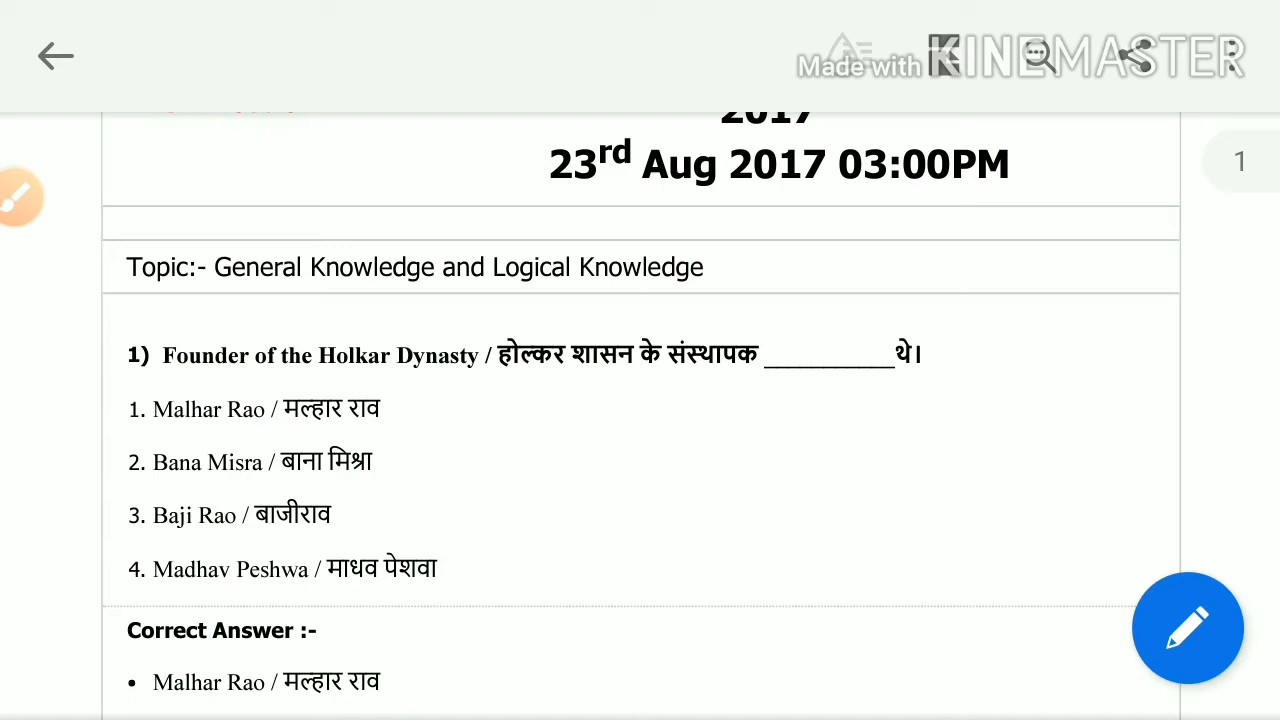 Made with KINEMASTER
2017
23rd Aug 2017 03:00PM
1
Topic:- General Knowledge and Logical Knowledge
1) Founder of the Holkar Dynasty / होल्कर शासन के संस्थापक ___________थे।
1. Malhar Rao / मल्हार राव
2. Bana Misra / बाना मिश्रा
3. Baji Rao / बाजीराव
4. Madhav Peshwa / माधव पेशवा
Correct Answer :-
• Malhar Rao / मल्हार राव